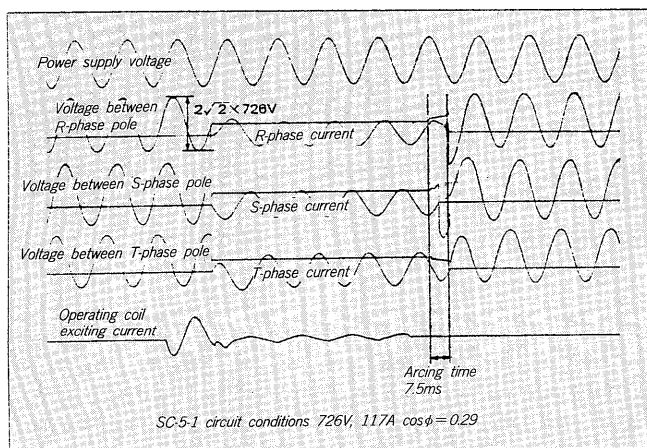 Power supply voltage
Voltage between
R-phase pole
2√2 × 726V
R-phase current
Voltage between S-phase pole
S-phase current
Voltage between T-phase pole
T-phase current
Operating coil
exciting current
Arcing time
7.5ms
SC-5-1 circuit conditions 726V, 117A cosϕ=0.29